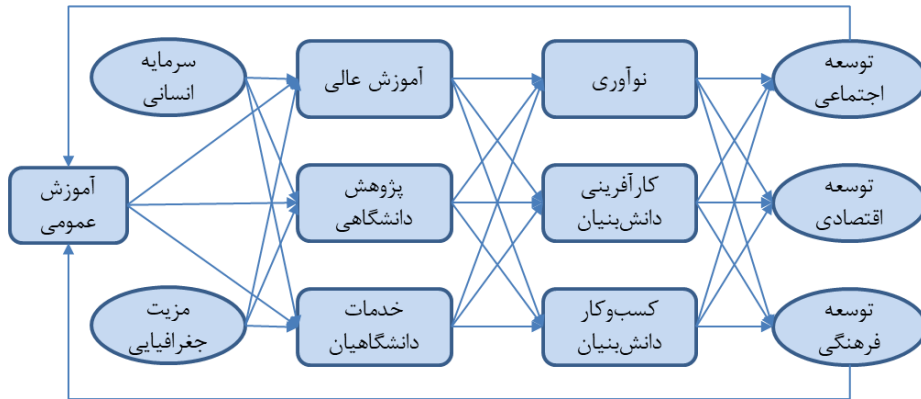 سرمایه
انسانی
آموزش عالی
نوآوری
توسعه
اجتماعی
آموزش
عمومی
پژوهش
دانشگاهی
کارآفرینی
دانش‌بنیان
توسعه
اقتصادی
مزیت
جغرافیایی
خدمات
دانشگاهیان
کسب‌وکار
دانش‌بنیان
توسعه
فرهنگی